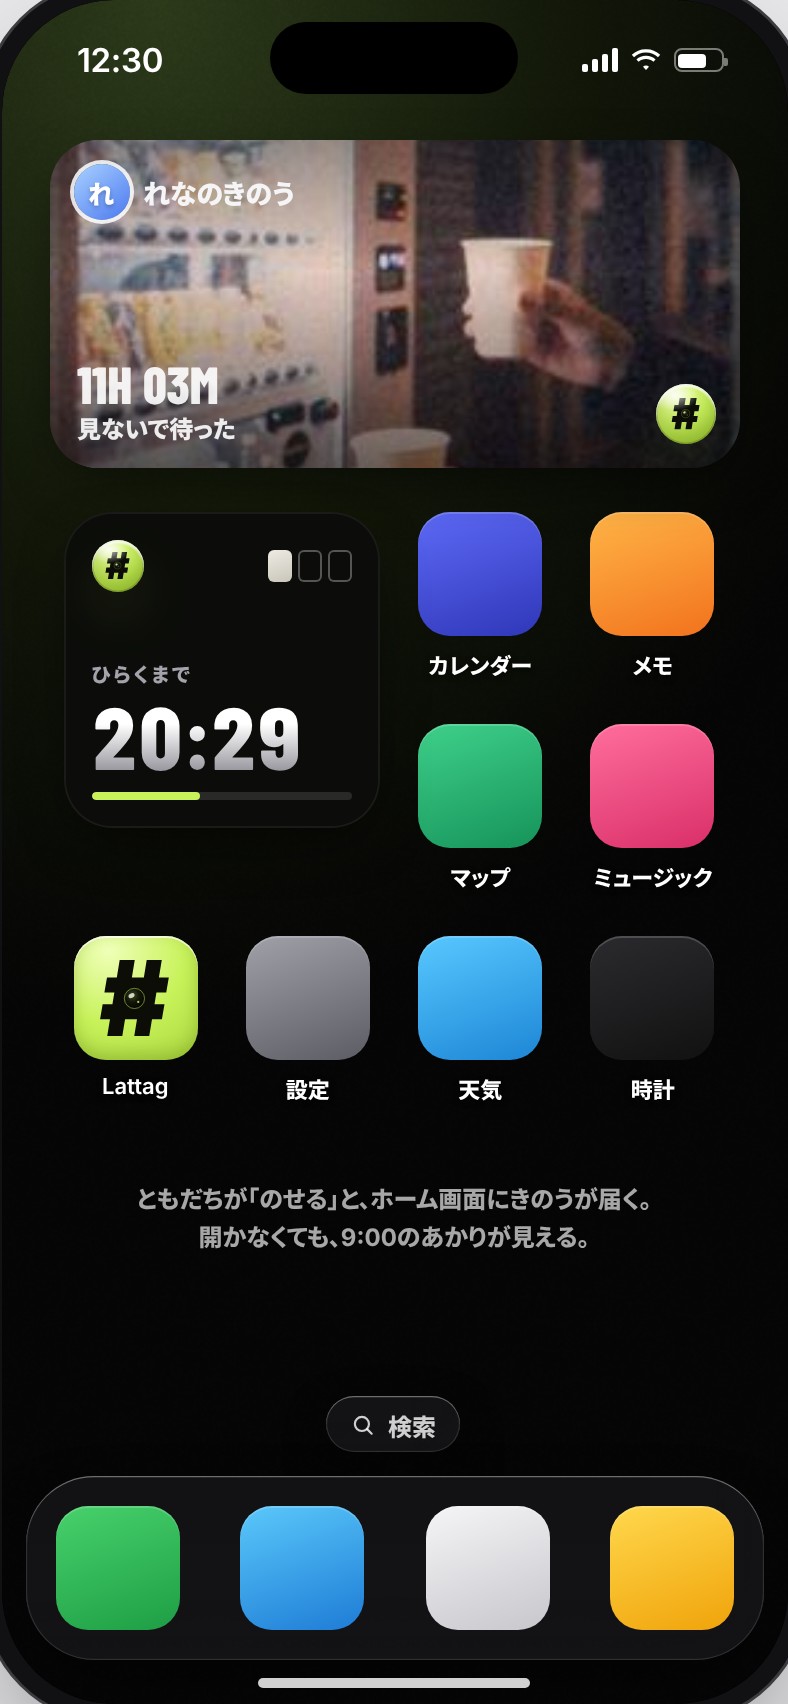 12:30
れ れなのきのう
11H 03M
見ないで待った
#
#
ひらくまで
20:29
カレンダー
メモ
マップ
ミュージック
#
Lattag
設定
天気
時計
ともだちが「のせる」と、ホーム画面にきのうが届く。
開かなくても、9:00のあかりが見える。
検索